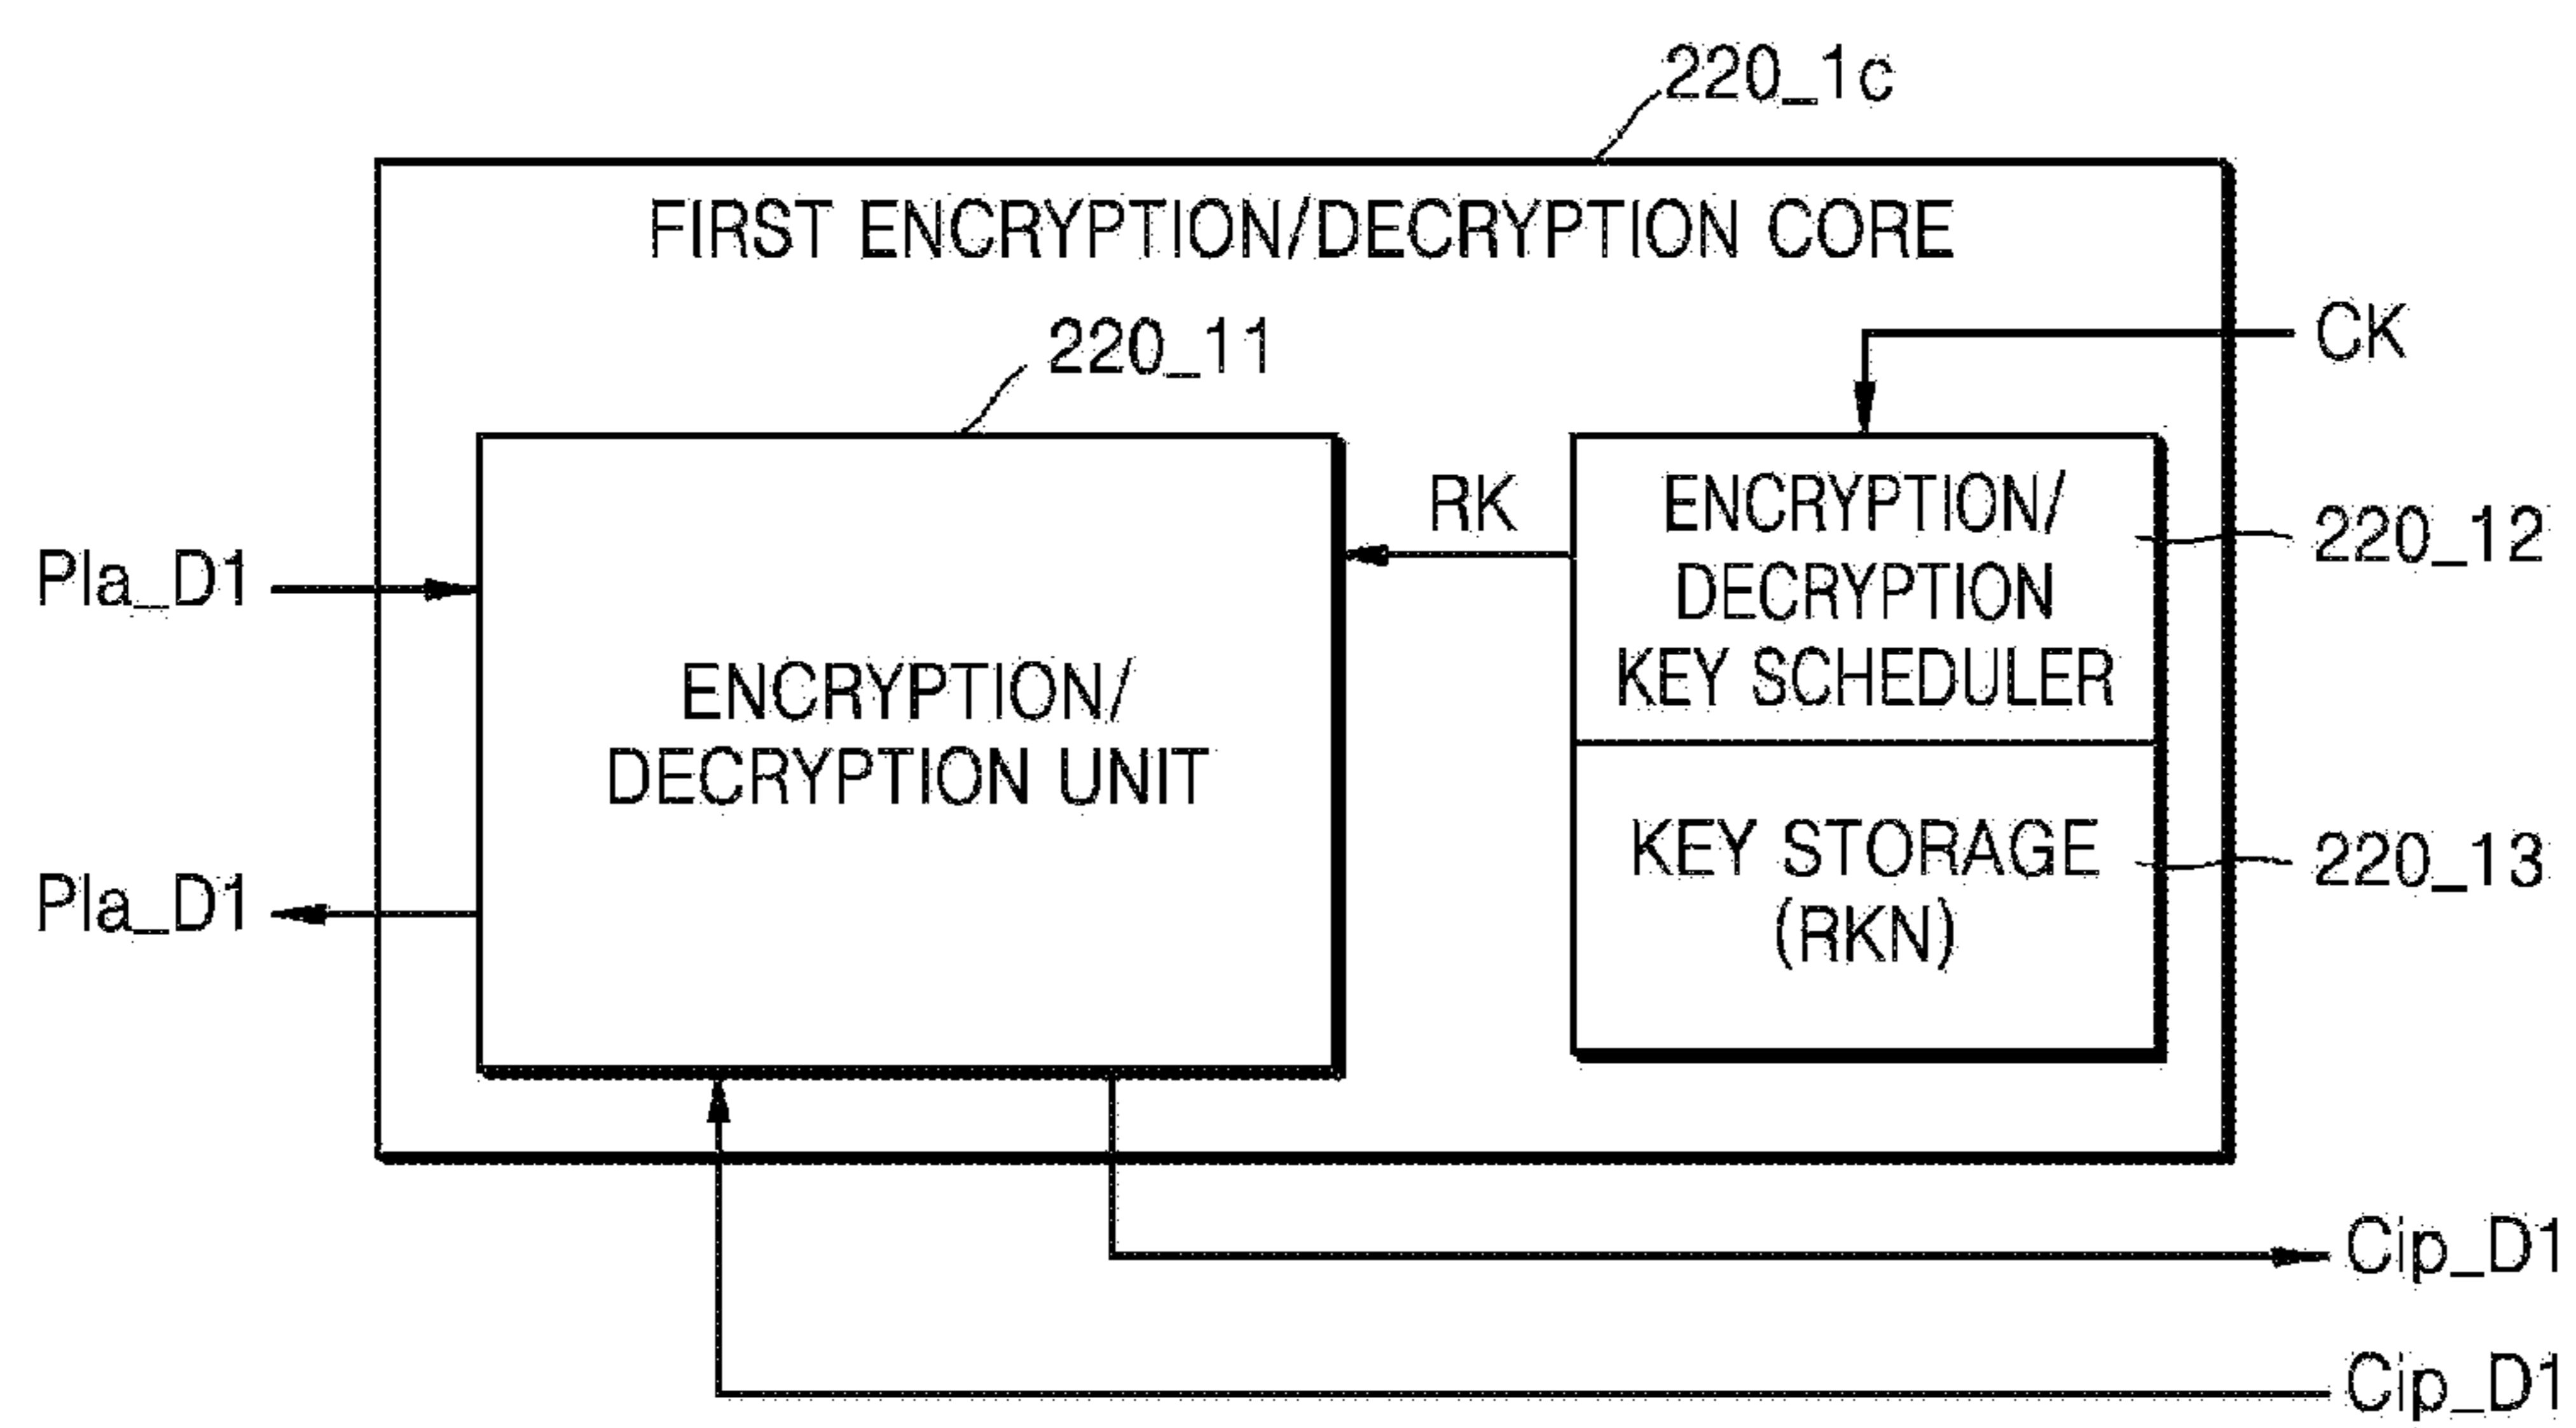 220_1c
FIRST ENCRYPTION/DECRYPTION CORE
CK
220_11
RK
ENCRYPTION/
DECRYPTION
KEY SCHEDULER
220_12
Pla_D1
ENCRYPTION/
DECRYPTION UNIT
KEY STORAGE
(RKN)
220_13
Pla_D1
Cip_D1
Cip_D1